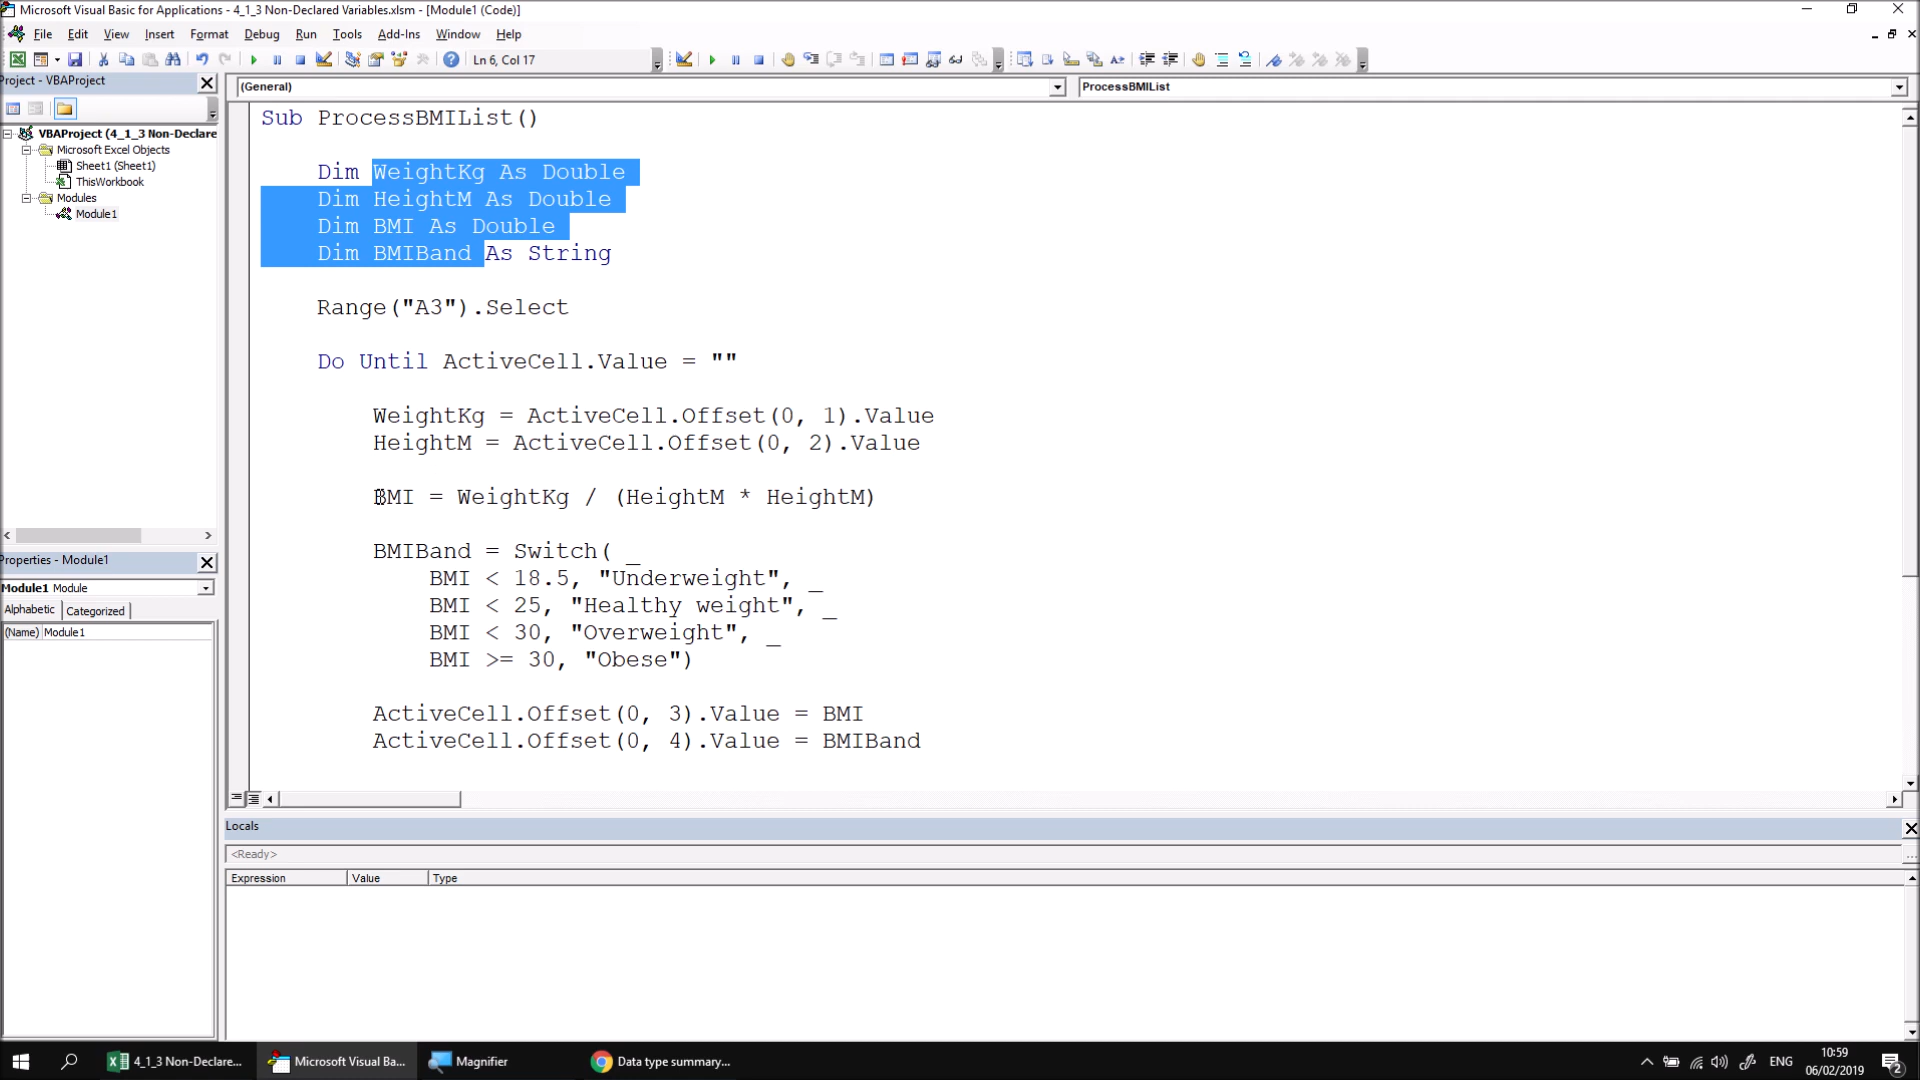 Microsoft Visual Basic for Applications - 4_1_3 Non-Declared Variables.xlsm - [Module1 (Code)]
File Edit View Insert Format Debug Run Tools Add-Ins Window Help
Ln 6, Col 17
Project - VBAProject
(General)
ProcessBMIList
VBAProject (4_1_3 Non-Declare
Microsoft Excel Objects
Sheet1 (Sheet1)
ThisWorkbook
Modules
Module1
Sub ProcessBMIList()
Dim WeightKg As Double
Dim HeightM As Double
Dim BMI As Double
Dim BMIBand As String
Range("A3").Select
Do Until ActiveCell.Value = ""
WeightKg = ActiveCell.Offset(0, 1).Value
HeightM = ActiveCell.Offset(0, 2).Value
BMI = WeightKg / (HeightM * HeightM)
BMIBand = Switch( _
BMI < 18.5, "Underweight", _
BMI < 25, "Healthy weight", _
BMI < 30, "Overweight", _
BMI >= 30, "Obese")
ActiveCell.Offset(0, 3).Value = BMI
ActiveCell.Offset(0, 4).Value = BMIBand
Properties - Module1
Module1 Module
Alphabetic Categorized
(Name) Module1
Locals
<Ready>
Expression Value Type
4_1_3 Non-Declare...
Microsoft Visual Ba...
Magnifier
Data type summary...
ENG
10:59
06/02/2019
2